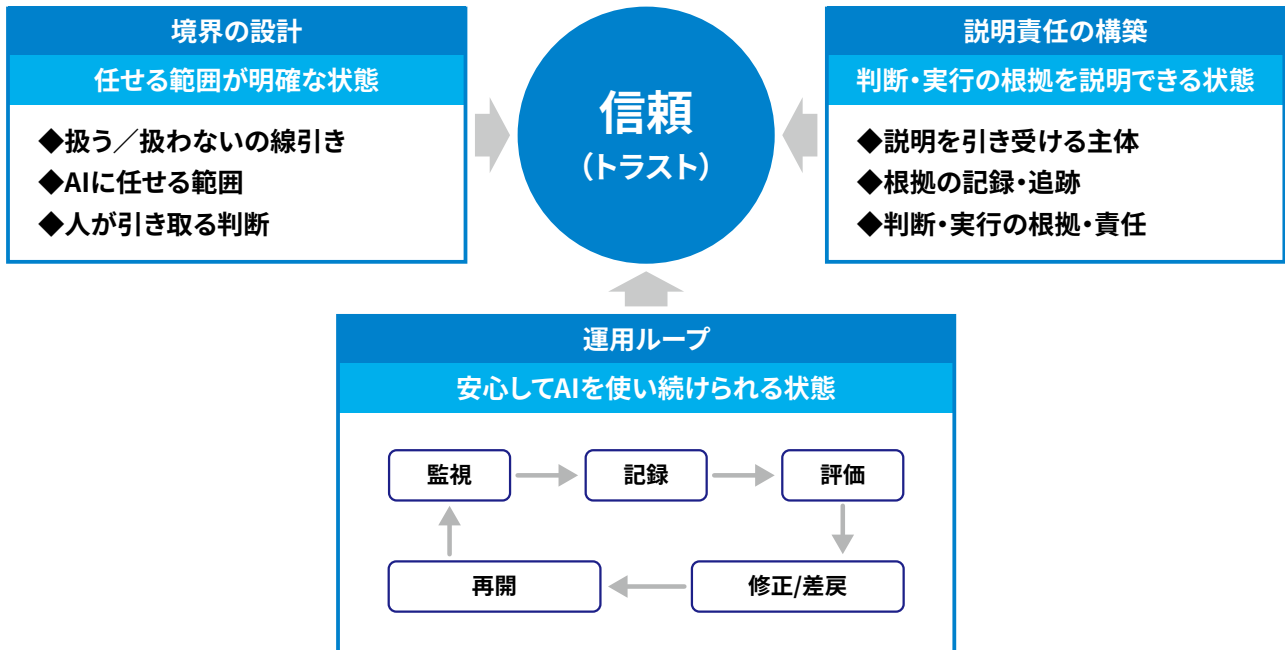 境界の設計
任せる範囲が明確な状態
◆扱う／扱わないの線引き
◆AIに任せる範囲
◆人が引き取る判断
信頼
（トラスト）
説明責任の構築
判断・実行の根拠を説明できる状態
◆説明を引き受ける主体
◆根拠の記録・追跡
◆判断・実行の根拠・責任
運用ループ
安心してAIを使い続けられる状態
監視
記録
評価
再開
修正/差戻